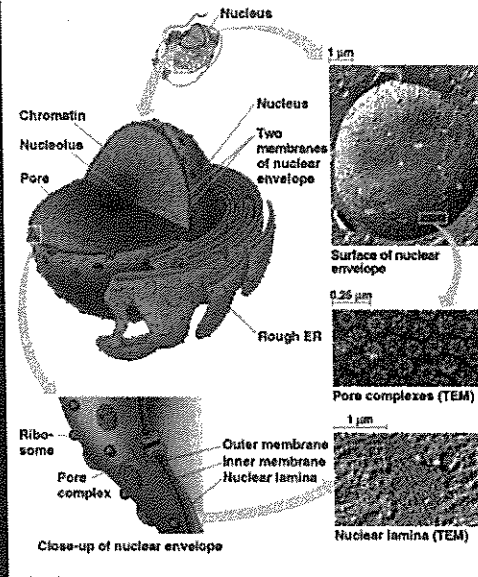 Nucleus
1 µm
Chromatin
Nucleolus
Pore
Nucleus
Two
membranes
of nuclear
envelope
Surface of nuclear
envelope
0.25 µm
Rough ER
Pore complexes (TEM)
1 µm
Ribo-
some
Pore
complex
Outer membrane
Inner membrane
Nuclear lamina
Nuclear lamina (TEM)
Close-up of nuclear envelope